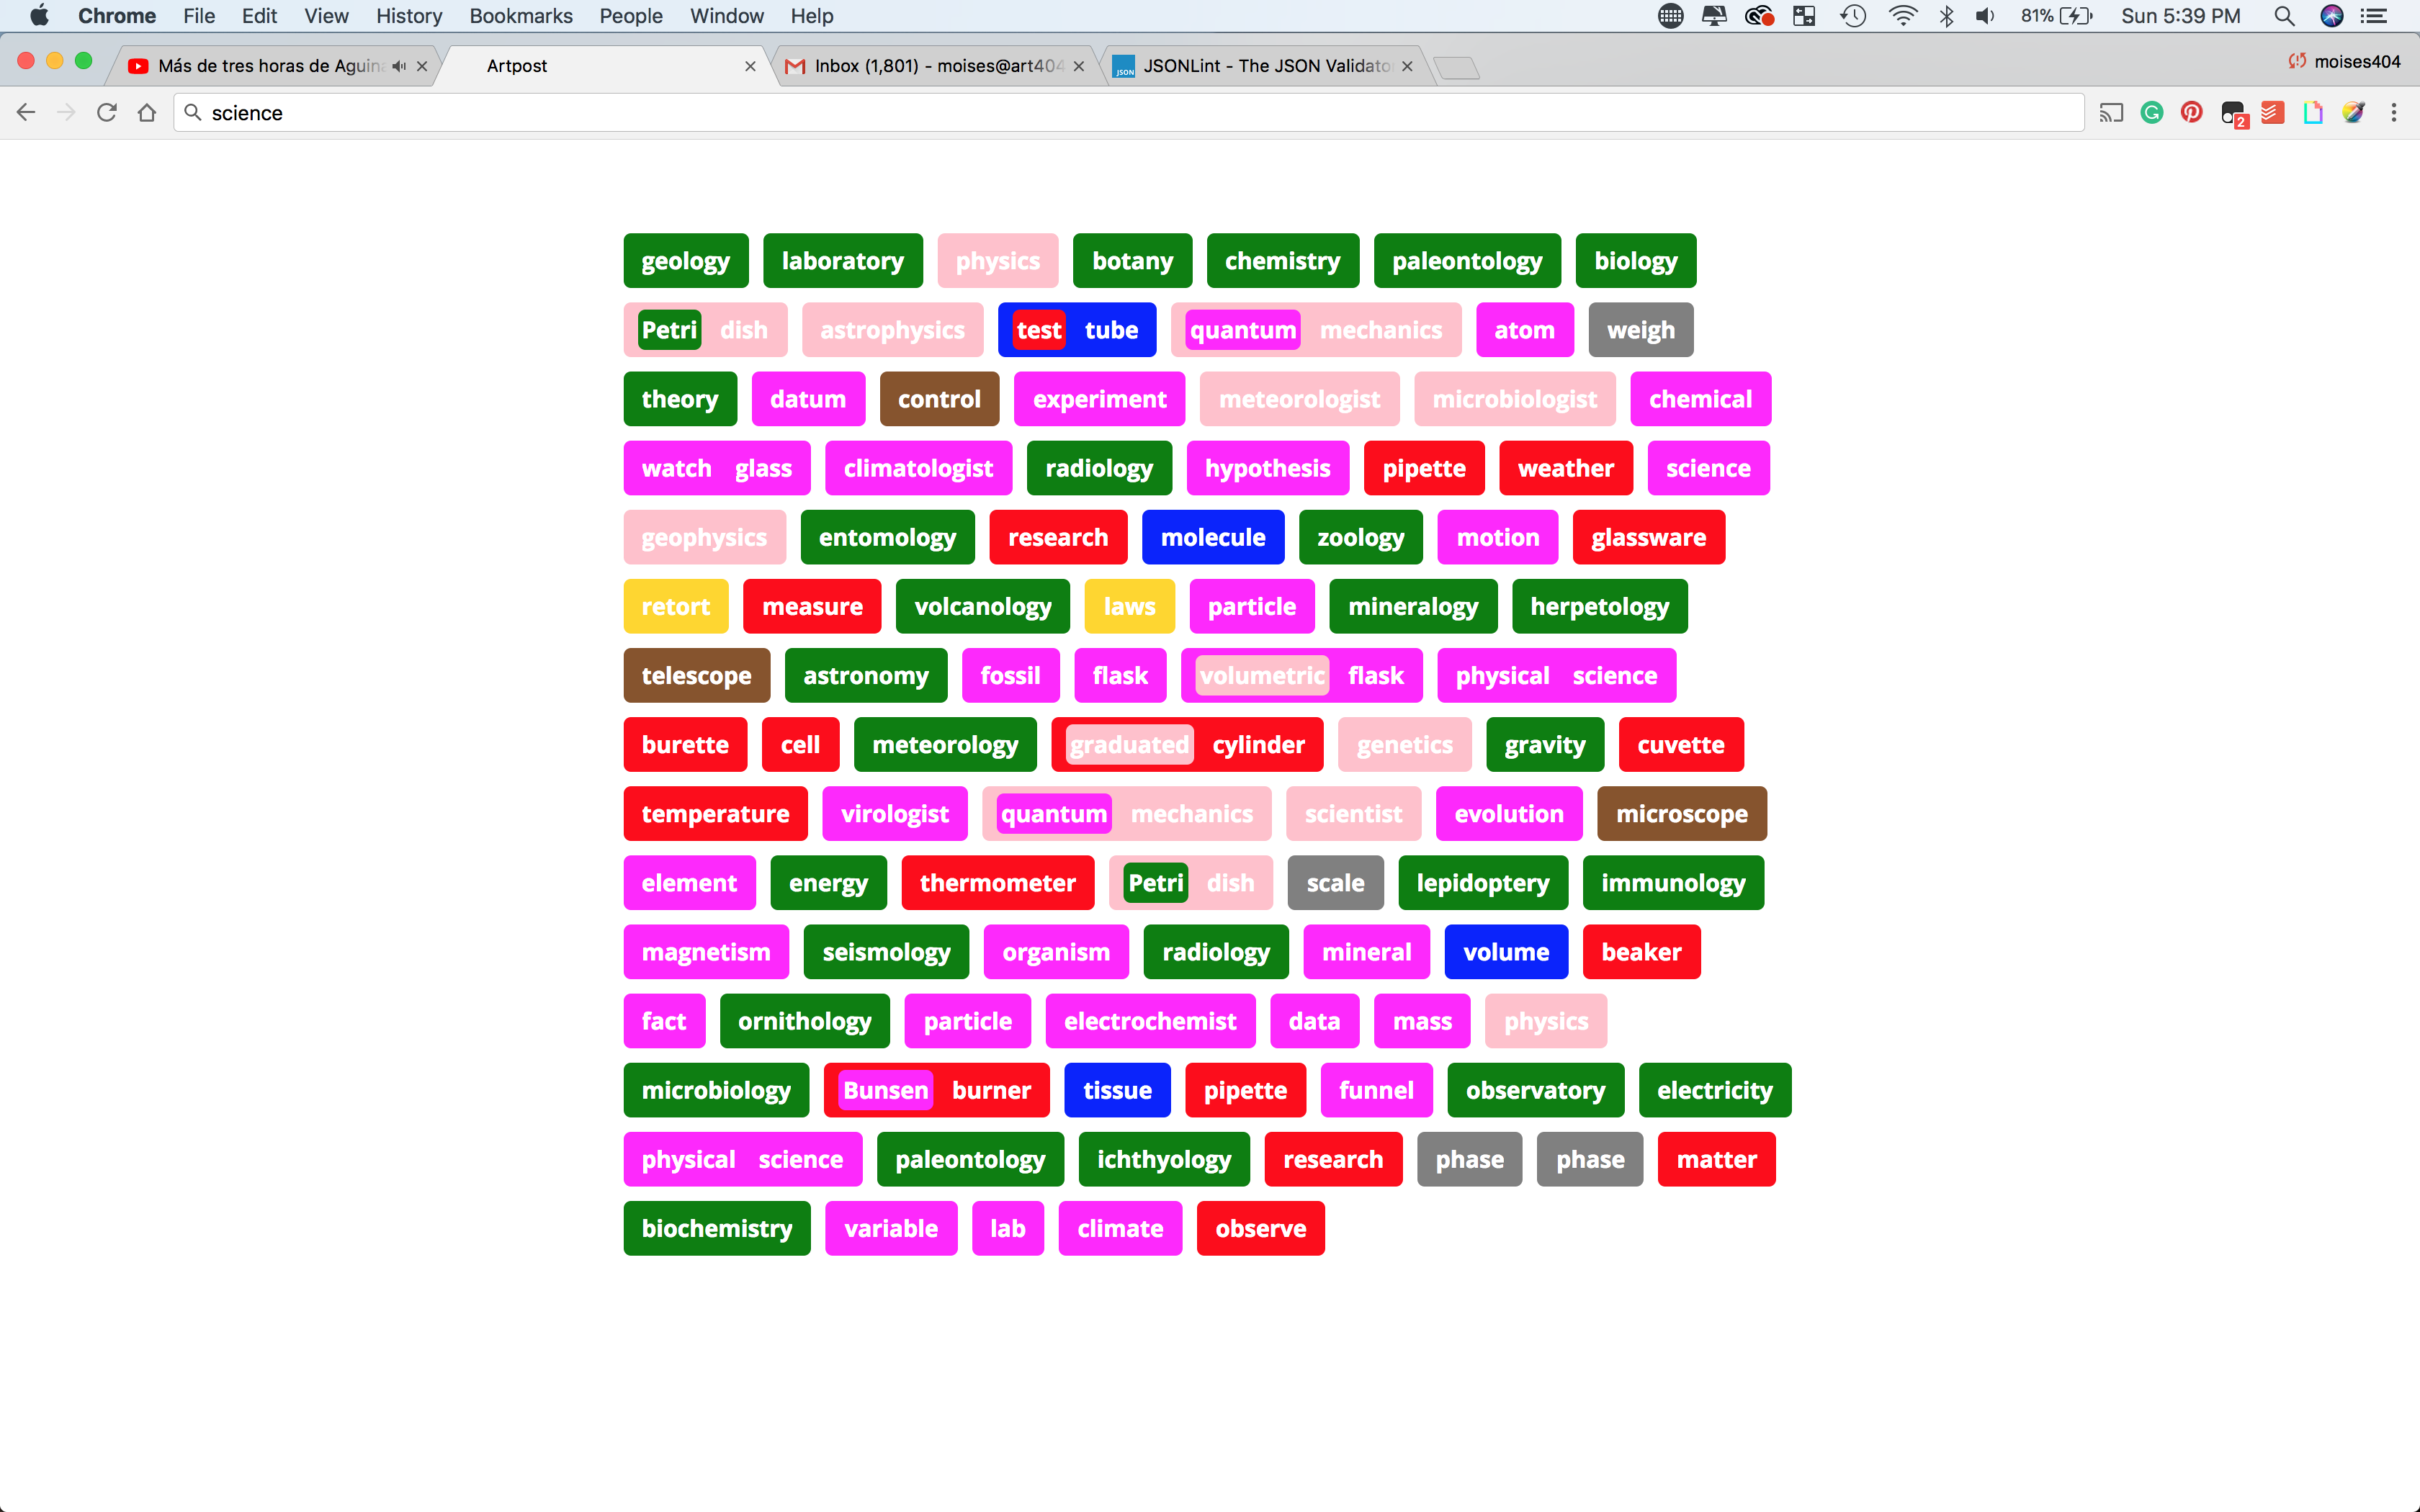 Chrome File Edit View History Bookmarks People Window Help 81% Sun 5:39 PM
Más de tres horas de Aguina Artpost Inbox (1,801) - moises@art404 JSON JSONLint - The JSON Validato moises404
science 2
geology laboratory physics botany chemistry paleontology biology
Petri dish astrophysics test tube quantum mechanics atom weigh
theory datum control experiment meteorologist microbiologist chemical
watch glass climatologist radiology hypothesis pipette weather science
geophysics entomology research molecule zoology motion glassware
retort measure volcanology laws particle mineralogy herpetology
telescope astronomy fossil flask volumetric flask physical science
burette cell meteorology graduated cylinder genetics gravity cuvette
temperature virologist quantum mechanics scientist evolution microscope
element energy thermometer Petri dish scale lepidoptery immunology
magnetism seismology organism radiology mineral volume beaker
fact ornithology particle electrochemist data mass physics
microbiology Bunsen burner tissue pipette funnel observatory electricity
physical science paleontology ichthyology research phase phase matter
biochemistry variable lab climate observe